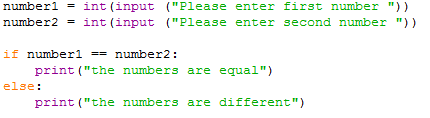 number1 = int(input ("Please enter first number "))
number2 = int(input ("Please enter second number "))

if number1 == number2:
    print("the numbers are equal")
else:
    print("the numbers are different")